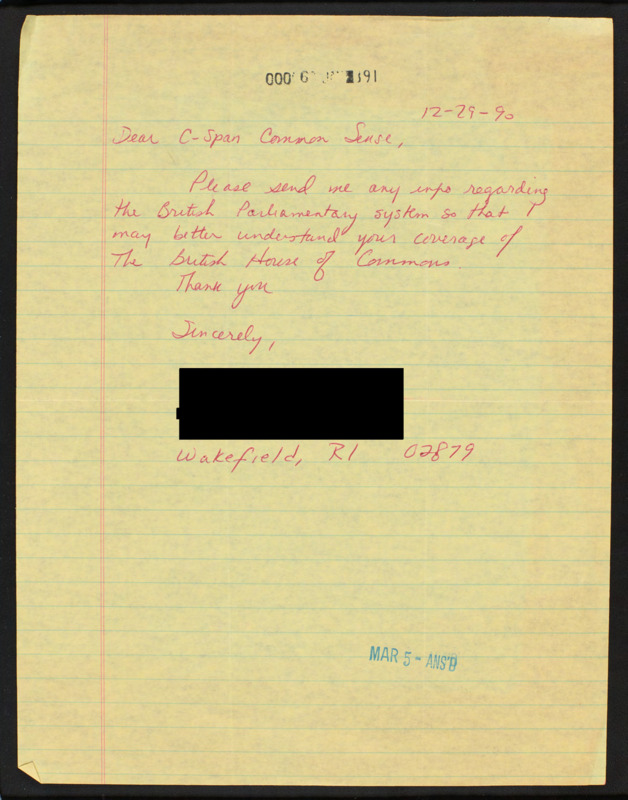 12-29-90
Dear C-Span Common Sense,
Please send me any info regarding
the British Parliamentary system so that I
may better understand your coverage of
The British House of Commons.
Thank you
Sincerely,
Wakefield, RI 02879
MAR 5 - ANS'D